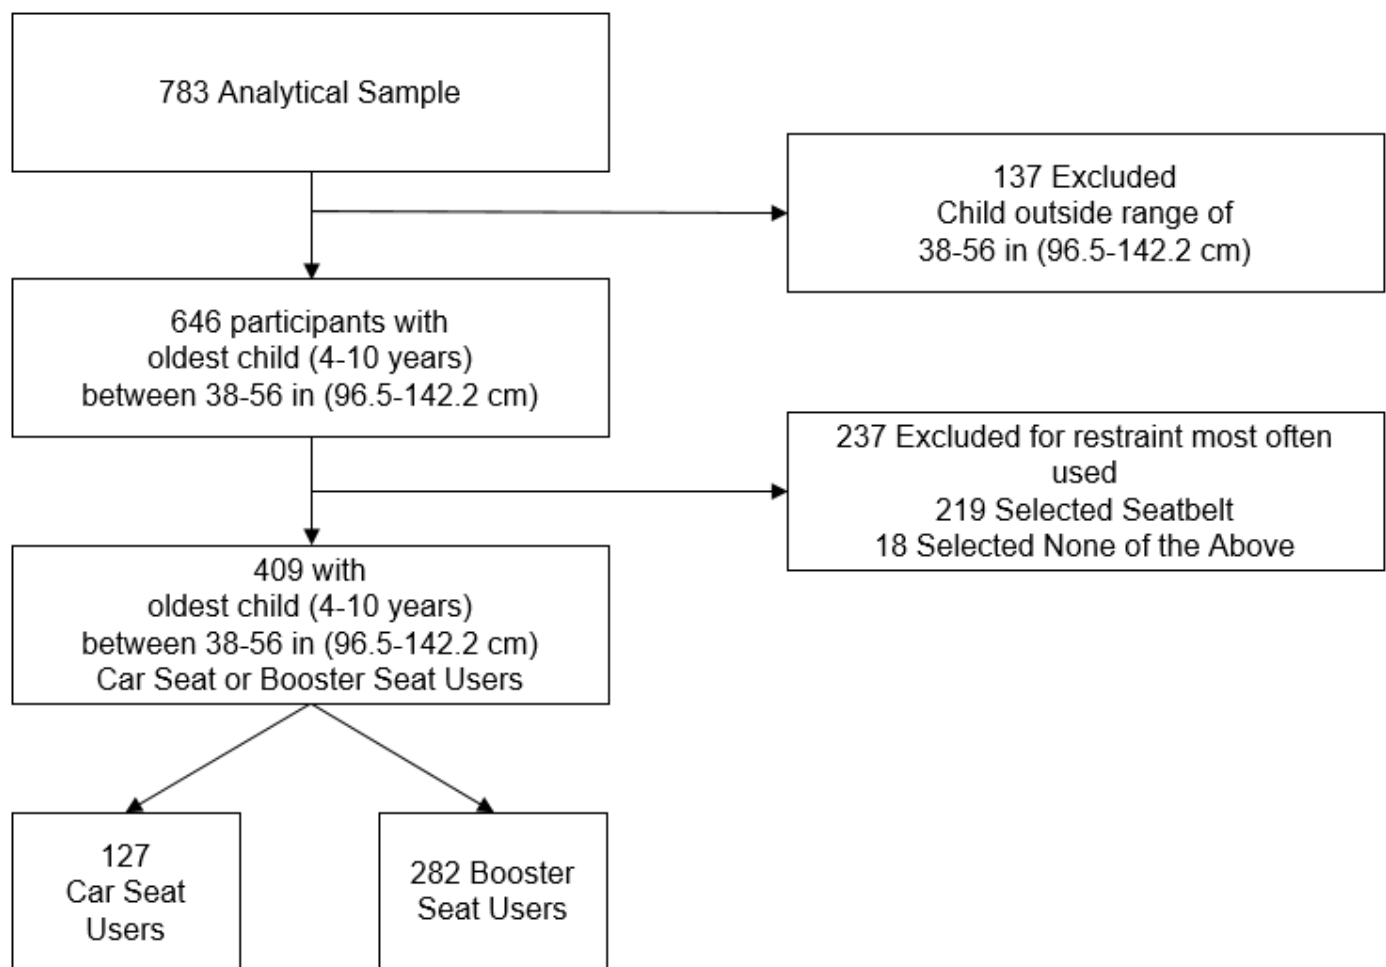 783 Analytical Sample
137 Excluded
Child outside range of
38-56 in (96.5-142.2 cm)
646 participants with
oldest child (4-10 years)
between 38-56 in (96.5-142.2 cm)
237 Excluded for restraint most often
used
219 Selected Seatbelt
18 Selected None of the Above
409 with
oldest child (4-10 years)
between 38-56 in (96.5-142.2 cm)
Car Seat or Booster Seat Users
127
Car Seat
Users
282 Booster
Seat Users